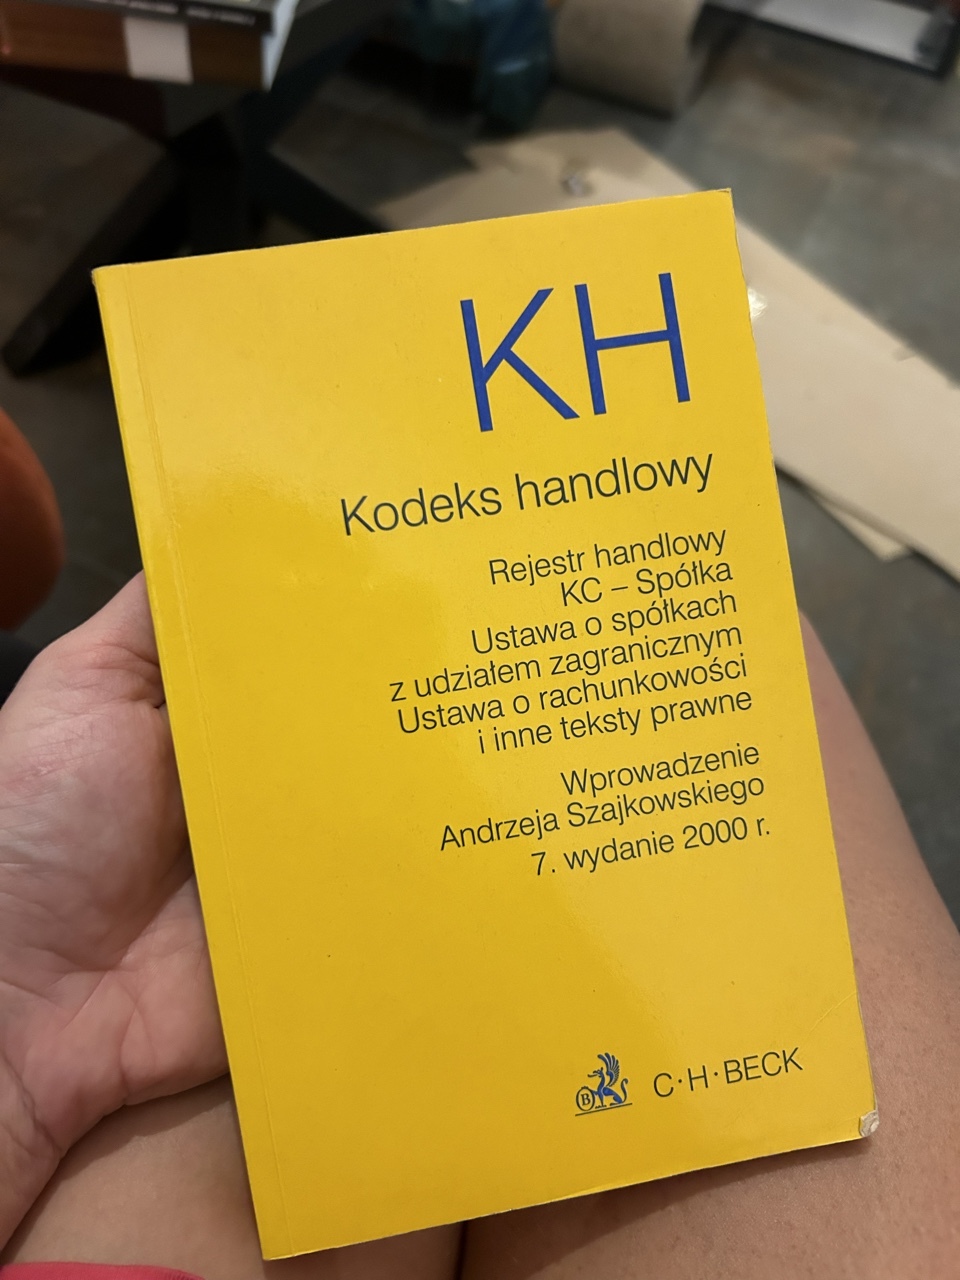 KH
Kodeks handlowy
Rejestr handlowy
KC – Spółka
Ustawa o spółkach
z udziałem zagranicznym
Ustawa o rachunkowości
i inne teksty prawne
Wprowadzenie
Andrzeja Szajkowskiego
7. wydanie 2000 r.
B
C·H·BECK